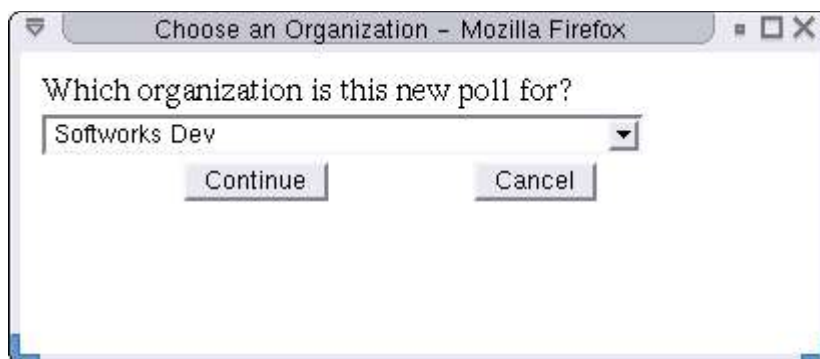 Choose an Organization - Mozilla Firefox
Which organization is this new poll for?
Softworks Dev
Continue Cancel